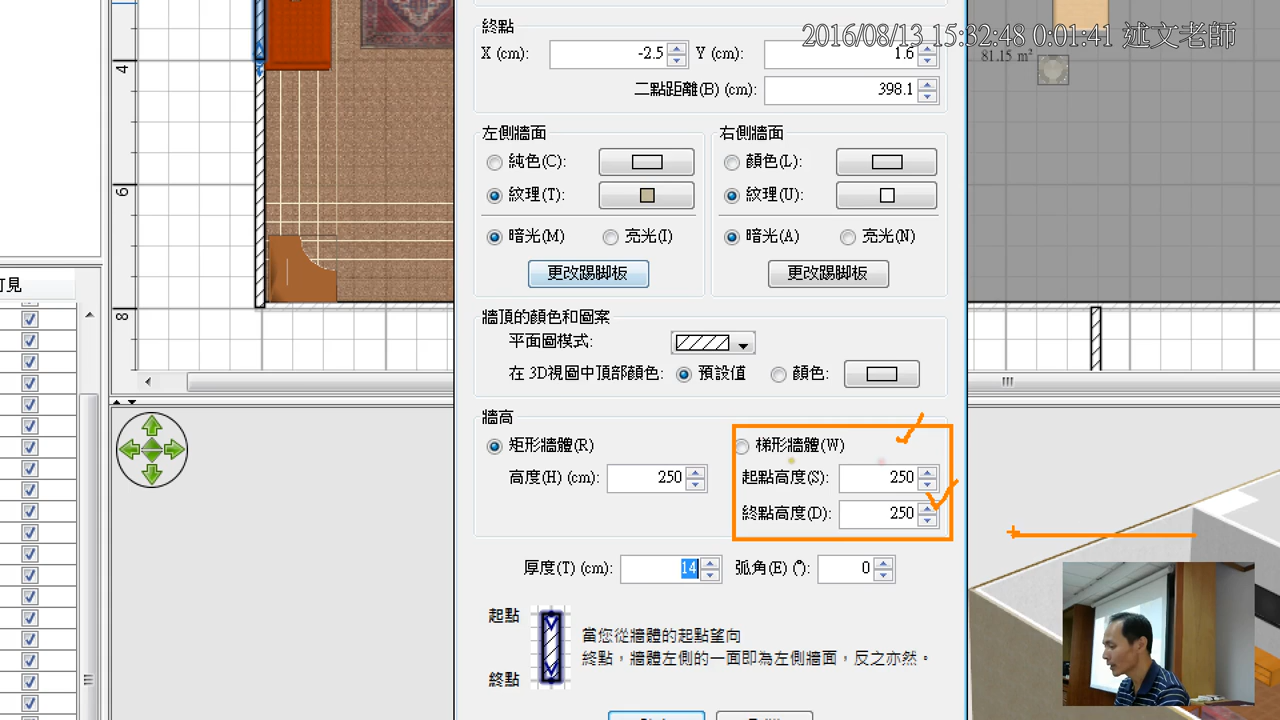 終點
2016/08/13 15:32:48 0:01:41 述文老師
X (cm): -2.5 Y (cm): 1.6
81.15 m²
二點距離(B) (cm): 398.1
4
6
8
左側牆面
右側牆面
純色(C):
顏色(L):
紋理(T):
紋理(U):
暗光(M) 亮光(I)
暗光(A) 亮光(N)
更改踢脚板
更改踢脚板
可見
牆頂的顏色和圖案
平面圖模式:
在 3D視圖中頂部顏色: 預設值 顏色:
牆高
矩形牆體(R)
梯形牆體(W)
高度(H) (cm): 250
起點高度(S): 250
終點高度(D): 250
厚度(T) (cm): 14 弧角(E) (°): 0
起點
當您從牆體的起點望向
終點，牆體左側的一面即為左側牆面，反之亦然。
終點